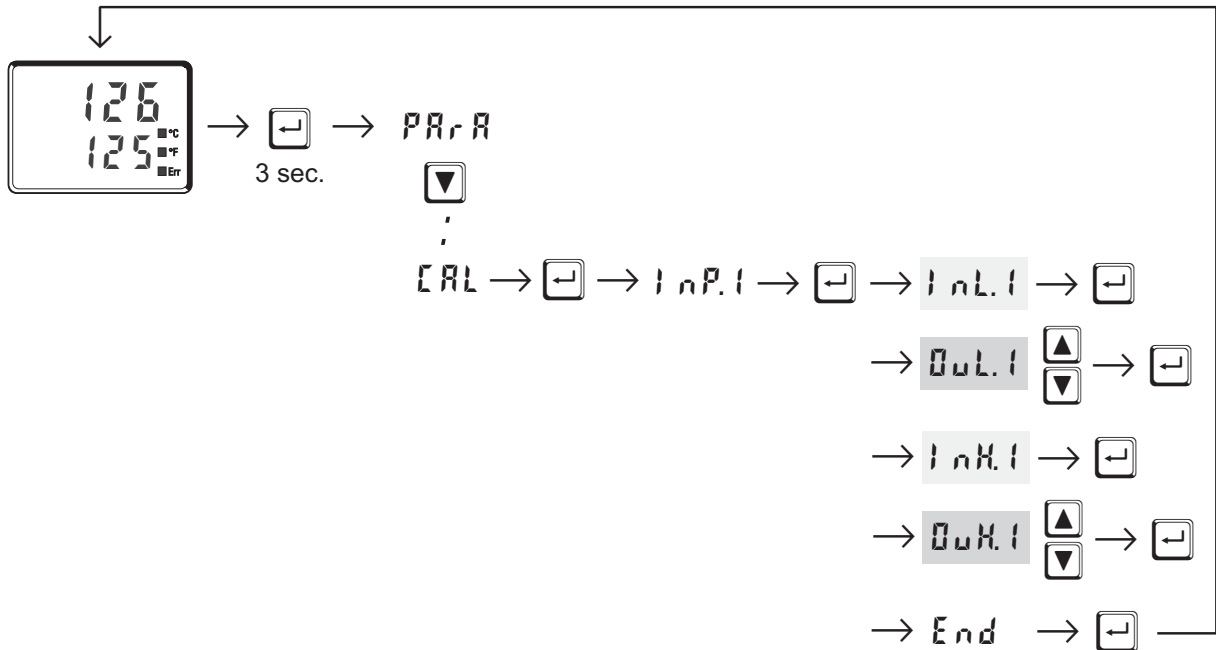 126
125 °C
°F
Err
3 sec.
PArA
CAL
InP.1
InL.1
OuL.1
InH.1
OuH.1
End